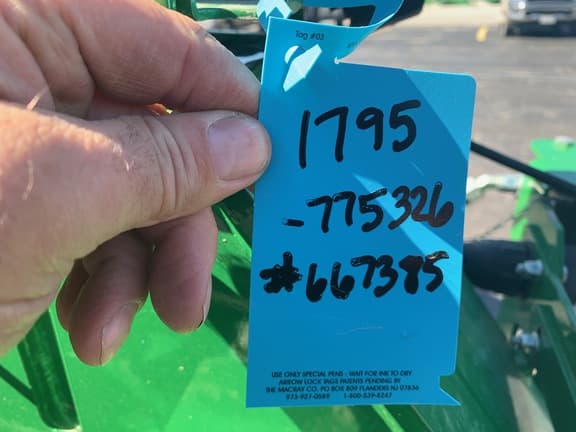 Tag #03
1795
-775326
#667385
USE ONLY SPECIAL PENS - WAIT FOR INK TO DRY
ARROW LOCK TAGS PATENTS PENDING BY
THE MACRAY CO. PO BOX 809 FLANDERS NJ 07836
973-927-0589 1-800-539-8247